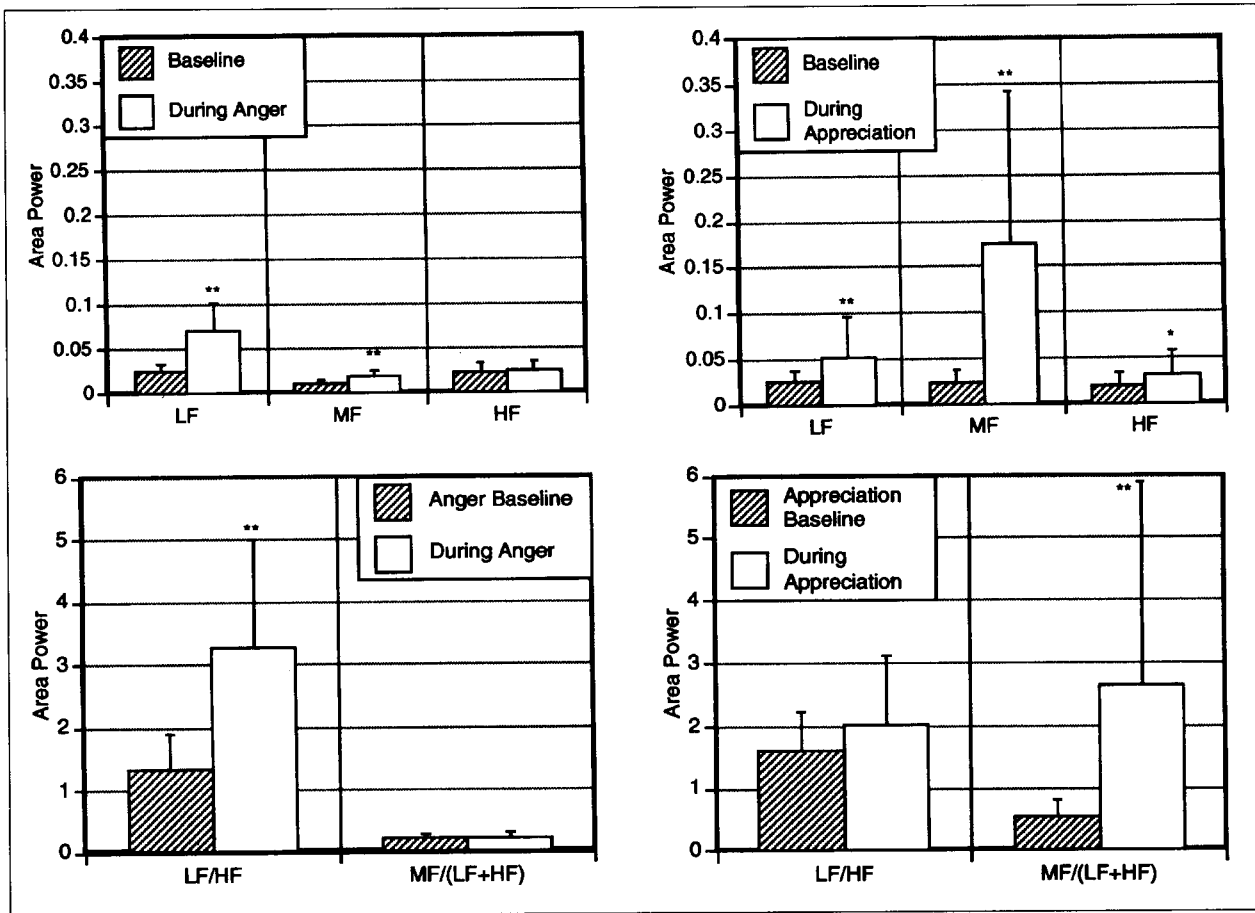 0.4
0.35
0.3
0.25
0.2
0.15
0.1
0.05
0
Area Power
Baseline
During Anger
**
**
LF
MF
HF
0.4
0.35
0.3
0.25
0.2
0.15
0.1
0.05
0
Area Power
Baseline
During
Appreciation
**
**
*
LF
MF
HF
6
5
4
3
2
1
0
Area Power
Anger Baseline
During Anger
**
LF/HF
MF/(LF+HF)
6
5
4
3
2
1
0
Area Power
Appreciation
Baseline
During
Appreciation
**
LF/HF
MF/(LF+HF)